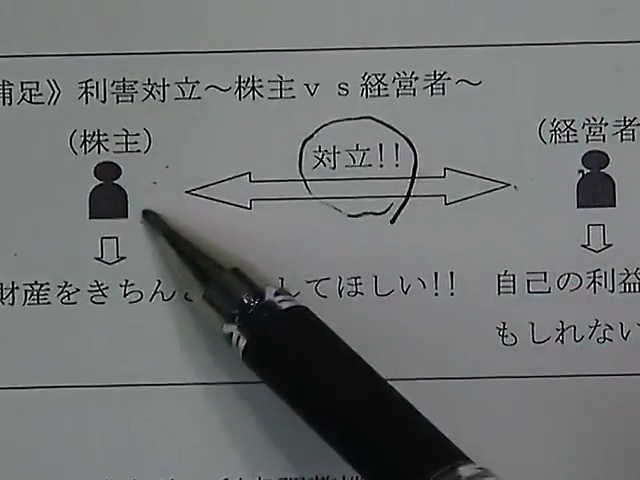 補足》利害対立～株主ｖｓ経営者～
(株主)
(経営者
対立!!
財産をきちん
してほしい!!
自己の利益
もしれない